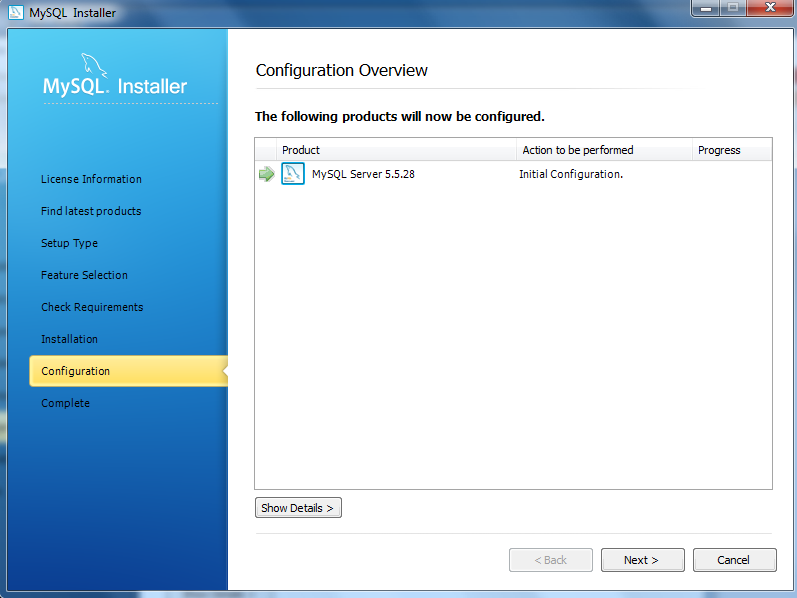 MySQL Installer
MySQL. Installer
License Information
Find latest products
Setup Type
Feature Selection
Check Requirements
Installation
Configuration
Complete
Configuration Overview
The following products will now be configured.
Product Action to be performed Progress
MySQL Server 5.5.28 Initial Configuration.
Show Details >
< Back Next > Cancel